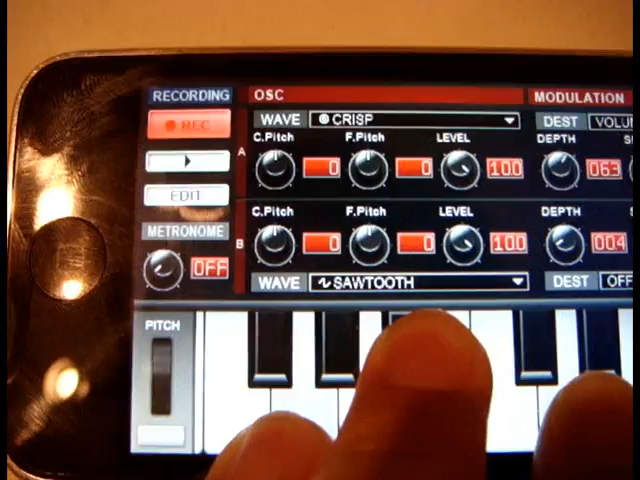 RECORDING
OSC
MODULATION
REC
WAVE
CRISP
DEST
C.Pitch
F.Pitch
LEVEL
DEPTH
A
0
0
100
063
EDIT
METRONOME
OFF
C.Pitch
F.Pitch
LEVEL
DEPTH
B
0
0
100
004
WAVE
SAWTOOTH
DEST
OFF
PITCH